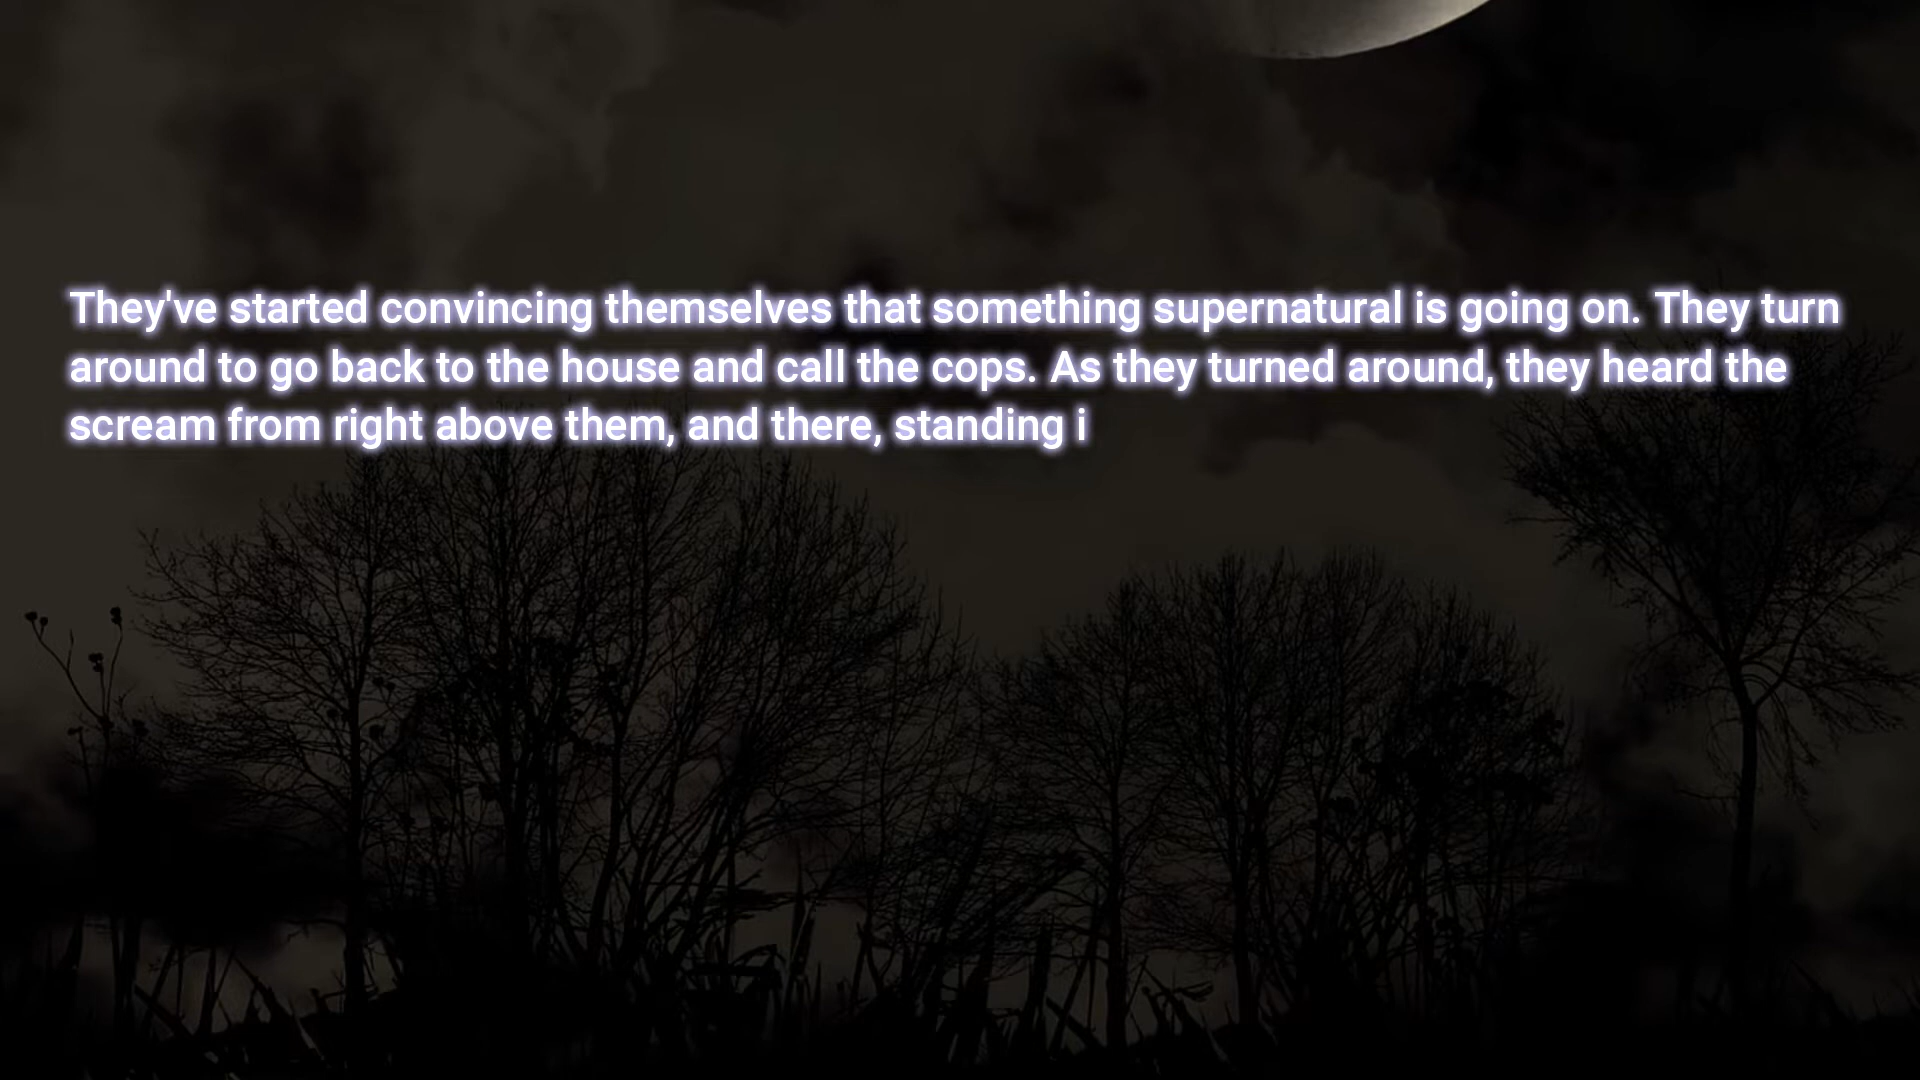 They've started convincing themselves that something supernatural is going on. They turn
around to go back to the house and call the cops. As they turned around, they heard the
scream from right above them, and there, standing i